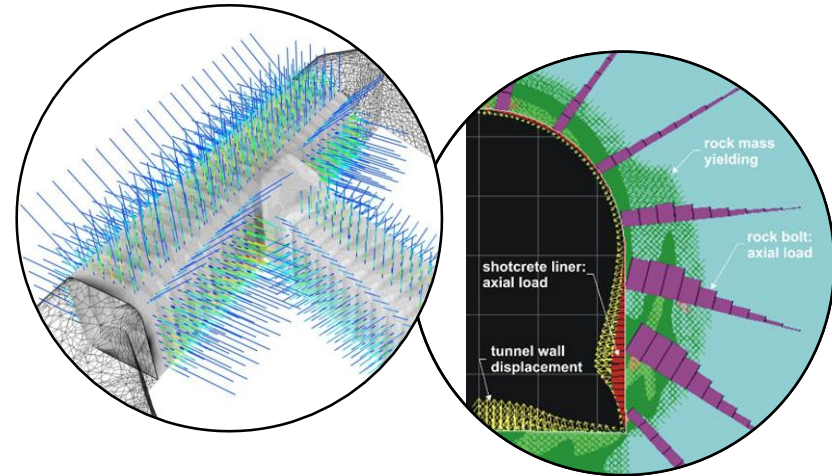 rock mass
yielding
rock bolt:
axial load
shotcrete liner:
axial load
tunnel wall
displacement